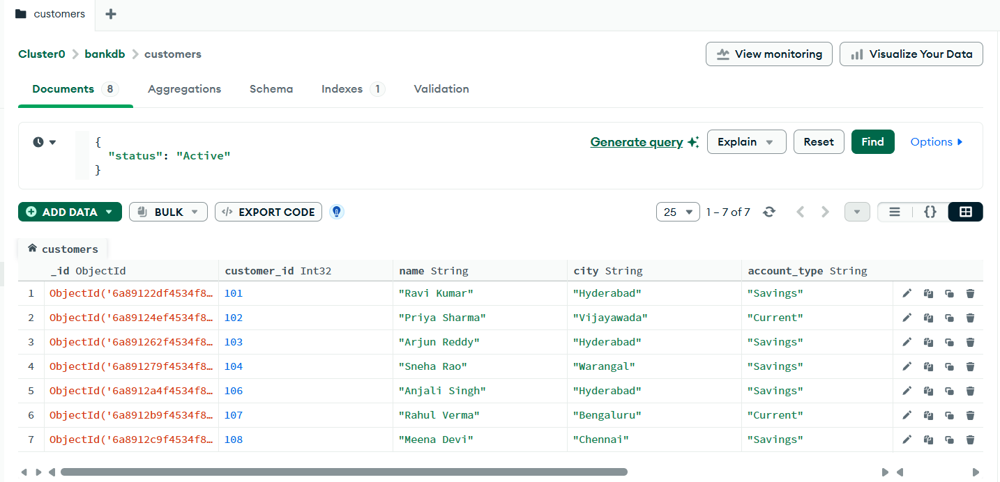 customers
Cluster0 bankdb customers
View monitoring Visualize Your Data
Documents 8 Aggregations Schema Indexes 1 Validation
{
"status": "Active"
}
Generate query Explain Reset Find Options
ADD DATA BULK </> EXPORT CODE 25 1 – 7 of 7 {}
customers
_id ObjectId customer_id Int32 name String city String account_type String
1 ObjectId('6a89122df4534f8… 101 "Ravi Kumar" "Hyderabad" "Savings"
2 ObjectId('6a89124ef4534f8… 102 "Priya Sharma" "Vijayawada" "Current"
3 ObjectId('6a891262f4534f8… 103 "Arjun Reddy" "Hyderabad" "Savings"
4 ObjectId('6a891279f4534f8… 104 "Sneha Rao" "Warangal" "Savings"
5 ObjectId('6a8912a4f4534f8… 106 "Anjali Singh" "Hyderabad" "Savings"
6 ObjectId('6a8912b9f4534f8… 107 "Rahul Verma" "Bengaluru" "Current"
7 ObjectId('6a8912c9f4534f8… 108 "Meena Devi" "Chennai" "Savings"